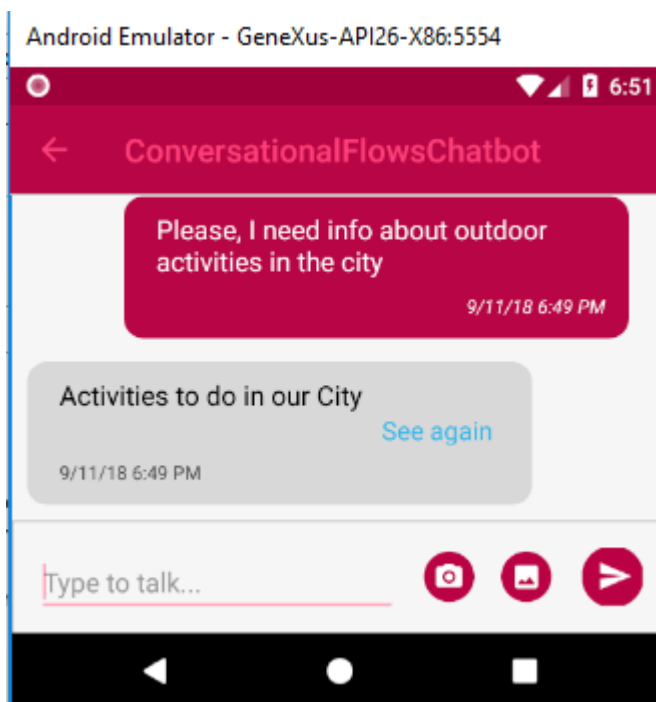 Android Emulator - GeneXus-API26-X86:5554
6:51
ConversationalFlowsChatbot
Please, I need info about outdoor
activities in the city
9/11/18 6:49 PM
Activities to do in our City
See again
9/11/18 6:49 PM
Type to talk...